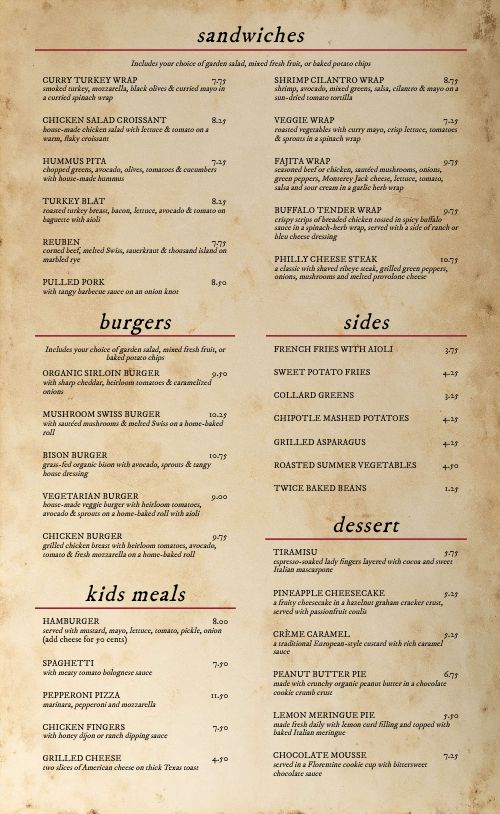 sandwiches
Includes your choice of garden salad, mixed fresh fruit, or baked potato chips
CURRY TURKEY WRAP 7.75
smoked turkey, mozzarella, black olives & curried mayo in
a curried spinach wrap
CHICKEN SALAD CROISSANT 8.25
house-made chicken salad with lettuce & tomato on a
warm, flaky croissant
HUMMUS PITA 7.25
chopped greens, avocado, olives, tomatoes & cucumbers
with house-made hummus
TURKEY BLAT 8.25
roasted turkey breast, bacon, lettuce, avocado & tomato on
baguette with aioli
REUBEN 7.75
corned beef, melted Swiss, sauerkraut & thousand island on
marbled rye
PULLED PORK 8.50
with tangy barbecue sauce on an onion knot
SHRIMP CILANTRO WRAP 8.75
shrimp, avocado, mixed greens, salsa, cilantro & mayo on a
sun-dried tomato tortilla
VEGGIE WRAP 7.25
roasted vegetables with curry mayo, crisp lettuce, tomatoes
& sprouts in a spinach wrap
FAJITA WRAP 9.75
seasoned beef or chicken, sautéed mushrooms, onions,
green peppers, Monterey Jack cheese, lettuce, tomato,
salsa and sour cream in a garlic herb wrap
BUFFALO TENDER WRAP 9.75
crispy strips of breaded chicken tossed in spicy buffalo
sauce in a spinach-herb wrap, served with a side of ranch or
bleu cheese dressing
PHILLY CHEESE STEAK 10.75
a classic with shaved ribeye steak, grilled green peppers,
onions, mushrooms and melted provolone cheese
burgers
Includes your choice of garden salad, mixed fresh fruit, or
baked potato chips
ORGANIC SIRLOIN BURGER 9.50
with sharp cheddar, heirloom tomatoes & caramelized
onions
MUSHROOM SWISS BURGER 10.25
with sautéed mushrooms & melted Swiss on a home-baked
roll
BISON BURGER 10.75
grass-fed organic bison with avocado, sprouts & tangy
house dressing
VEGETARIAN BURGER 9.00
house-made veggie burger with heirloom tomatoes,
avocado & sprouts on a home-baked roll with aioli
CHICKEN BURGER 9.75
grilled chicken breast with heirloom tomatoes, avocado,
tomato & fresh mozzarella on a home-baked roll
kids meals
HAMBURGER 8.00
served with mustard, mayo, lettuce, tomato, pickle, onion
(add cheese for 50 cents)
SPAGHETTI 7.50
with meaty tomato bolognese sauce
PEPPERONI PIZZA 11.50
marinara, pepperoni and mozzarella
CHICKEN FINGERS 7.50
with honey dijon or ranch dipping sauce
GRILLED CHEESE 4.50
two slices of American cheese on thick Texas toast
sides
FRENCH FRIES WITH AIOLI 3.75
SWEET POTATO FRIES 4.25
COLLARD GREENS 3.25
CHIPOTLE MASHED POTATOES 4.25
GRILLED ASPARAGUS 4.25
ROASTED SUMMER VEGETABLES 4.50
TWICE BAKED BEANS 1.25
dessert
TIRAMISU 5.75
espresso-soaked lady fingers layered with cocoa and sweet
Italian mascarpone
PINEAPPLE CHEESECAKE 5.25
a fruity cheesecake in a hazelnut graham cracker crust,
served with passionfruit coulis
CRÈME CARAMEL 5.25
a traditional European-style custard with rich caramel
sauce
PEANUT BUTTER PIE 6.75
made with crunchy organic peanut butter in a chocolate
cookie crumb crust
LEMON MERINGUE PIE 5.50
made fresh daily with lemon curd filling and topped with
baked Italian meringue
CHOCOLATE MOUSSE 7.25
served in a Florentine cookie cup with bittersweet
chocolate sauce